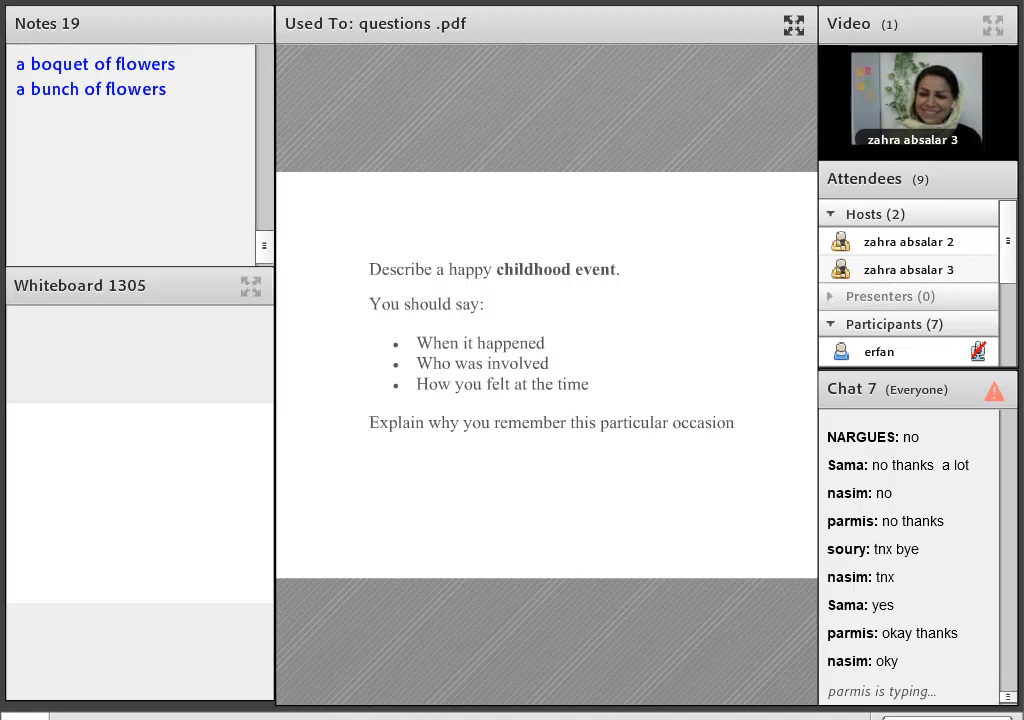 Notes 19
a boquet of flowers
a bunch of flowers
Whiteboard 1305
Used To: questions .pdf
Describe a happy childhood event.
You should say:
• When it happened
• Who was involved
• How you felt at the time
Explain why you remember this particular occasion
Video (1)
zahra absalar 3
Attendees (9)
Hosts (2)
zahra absalar 2
zahra absalar 3
Presenters (0)
Participants (7)
erfan
Chat 7 (Everyone)
NARGUES: no
Sama: no thanks a lot
nasim: no
parmis: no thanks
soury: tnx bye
nasim: tnx
Sama: yes
parmis: okay thanks
nasim: oky
parmis is typing...